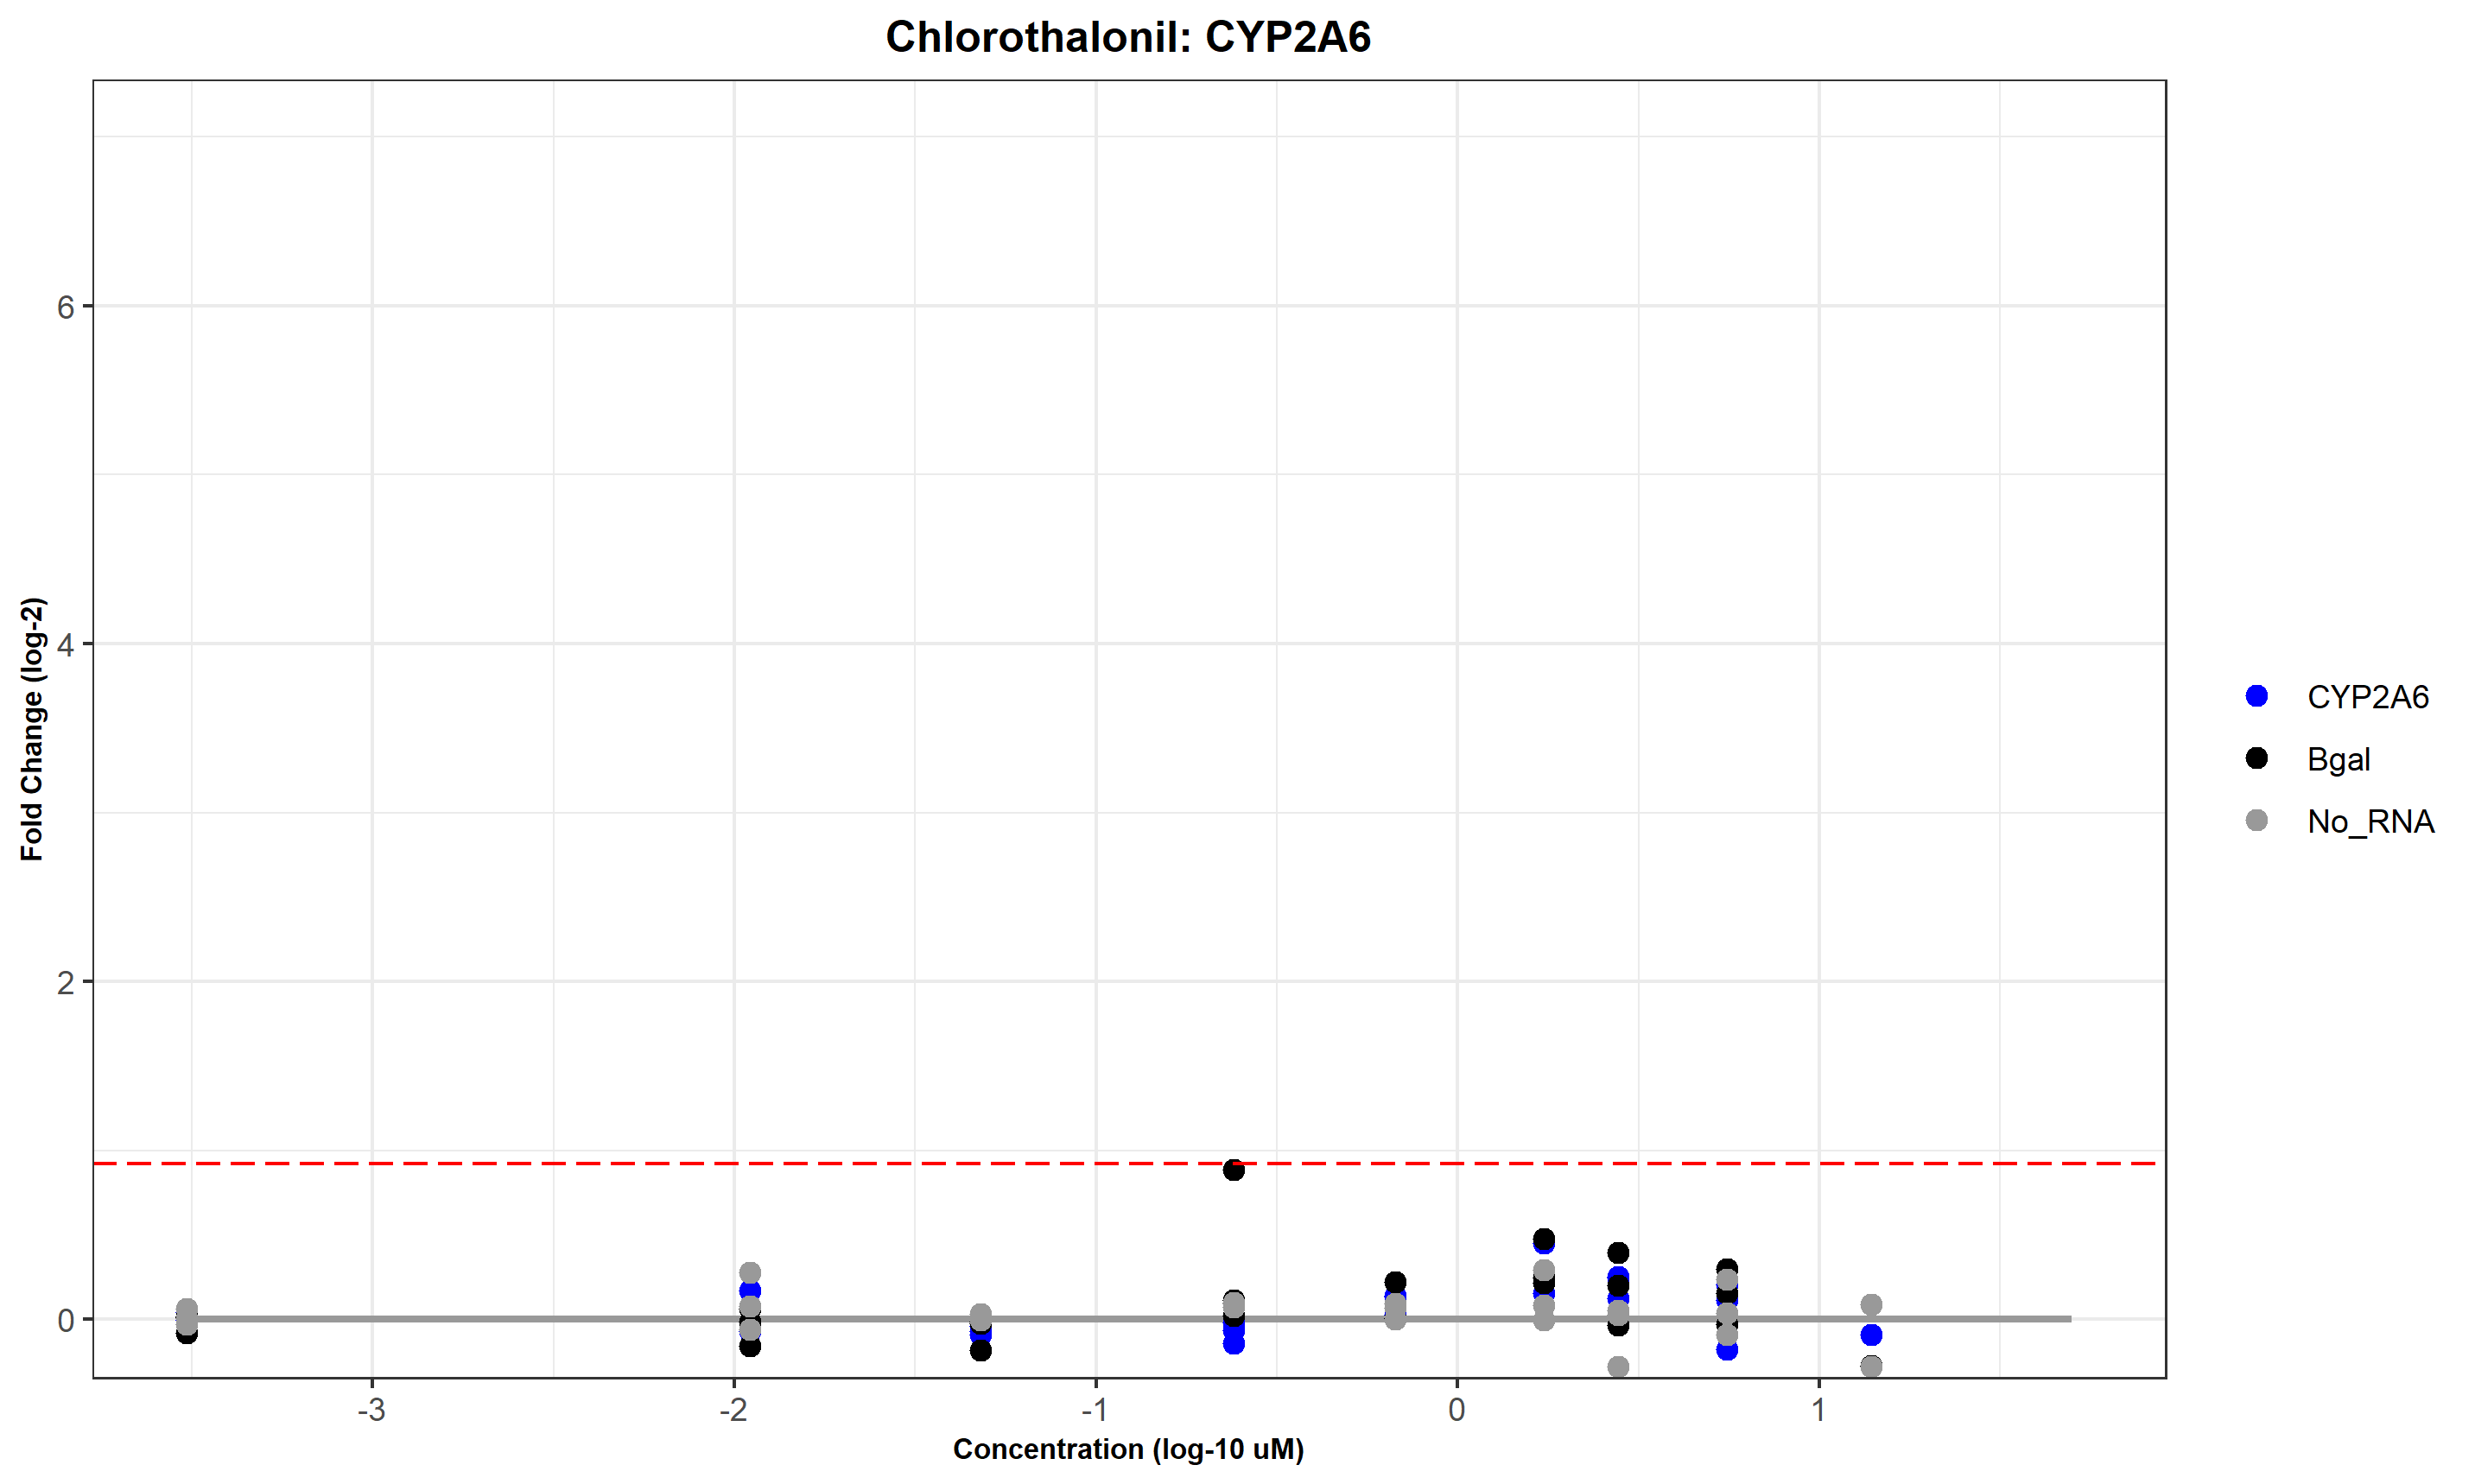 Chlorothalonil: CYP2A6
Fold Change (log-2)
6
4
2
0
-3
-2
-1
0
1
Concentration (log-10 uM)
CYP2A6
Bgal
No_RNA